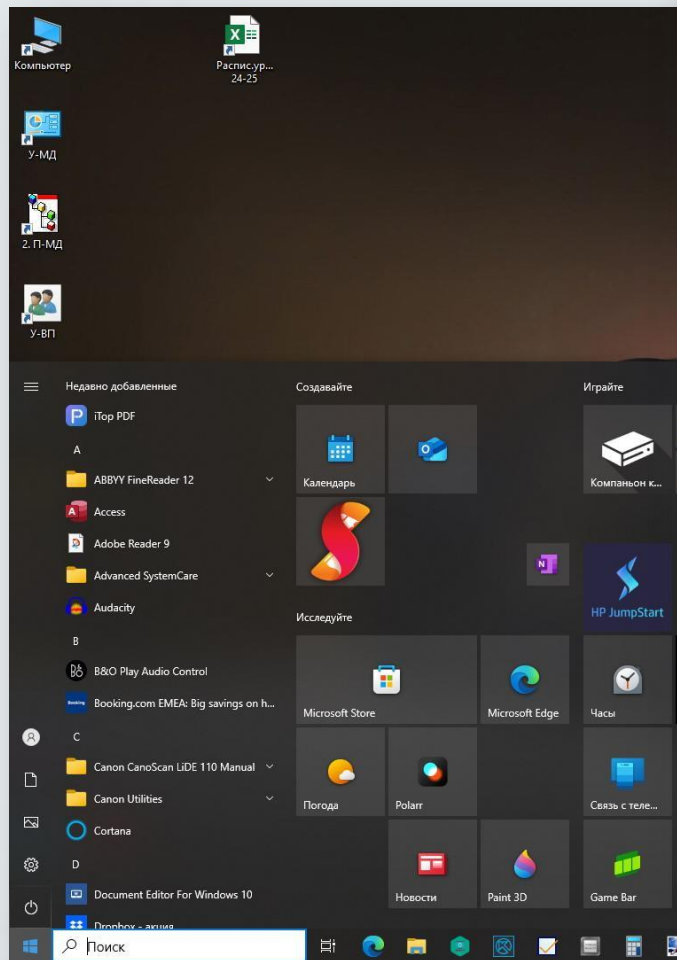 Компьютер
Распис.ур...
24-25
У-МД
2. П-МД
У-ВП
Недавно добавленные
iTop PDF
A
ABBYY FineReader 12
Access
Adobe Reader 9
Advanced SystemCare
Audacity
B
B&O Play Audio Control
Booking.com EMEA: Big savings on h...
C
Canon CanoScan LiDE 110 Manual
Canon Utilities
Cortana
D
Document Editor For Windows 10
Dropbox - акция
Создавайте
Календарь
Исследуйте
Microsoft Store
Microsoft Edge
Погода
Polarr
Новости
Paint 3D
Играйте
Компаньон к...
HP JumpStart
Часы
Связь с теле...
Game Bar
Поиск